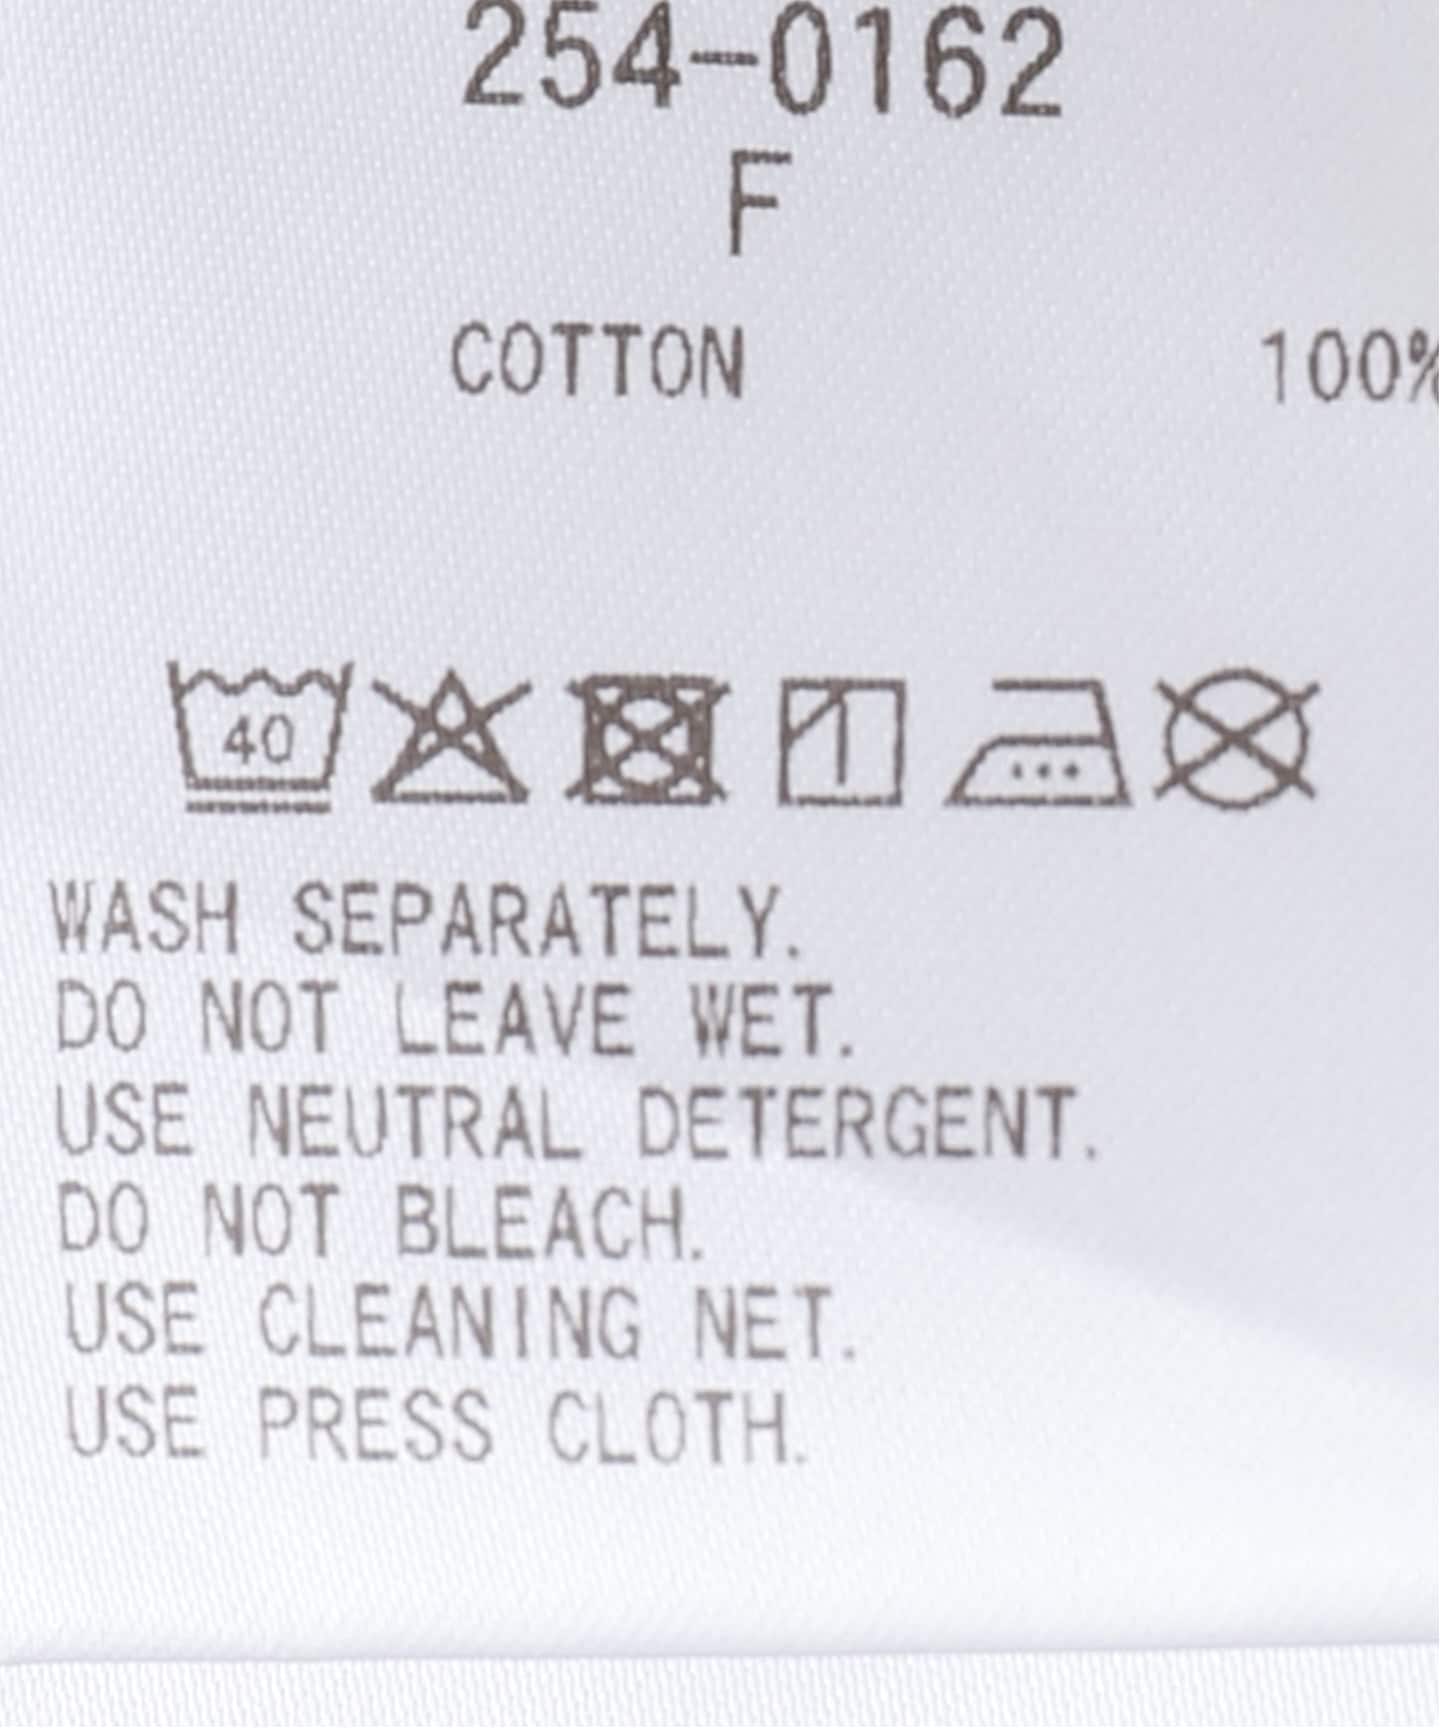 254-0162
F
COTTON 100%
40
WASH SEPARATELY.
DO NOT LEAVE WET.
USE NEUTRAL DETERGENT.
DO NOT BLEACH.
USE CLEANING NET.
USE PRESS CLOTH.